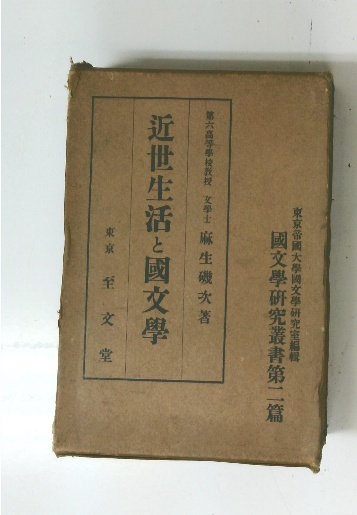 東京帝國大學國文學研究室編輯
國文學研究叢書第二篇
第六高等學校教授 文學士 麻生磯次著
近世生活と國文學
東京 至文堂